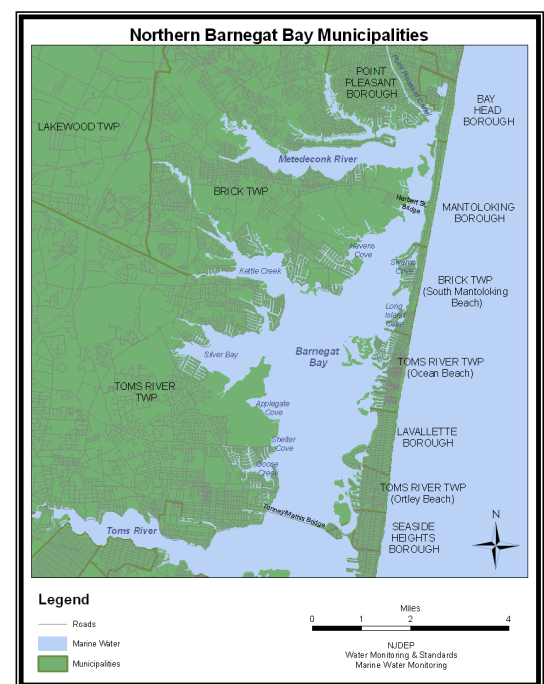 Northern Barnegat Bay Municipalities
POINT
PLEASANT
BOROUGH
BAY
HEAD
BOROUGH
LAKEWOOD TWP
Metedeconk River
BRICK TWP
Herbert St.
Bridge
MANTOLOKING
BOROUGH
Havens
Cove
Swamp
Cove
Kettle Creek
BRICK TWP
(South Mantoloking
Beach)
Long
Island
Cove
Silver Bay
Barnegat
Bay
TOMS RIVER TWP
(Ocean Beach)
TOMS RIVER
TWP
Applegate
Cove
Shelter
Cove
LAVALLETTE
BOROUGH
Goose
Creek
TOMS RIVER TWP
(Ortley Beach)
Toms River
SEASIDE
HEIGHTS
BOROUGH
N
Legend
Roads
Marine Water
Municipalities
Miles
0 1 2 4
NJDEP
Water Monitoring & Standards
Marine Water Monitoring